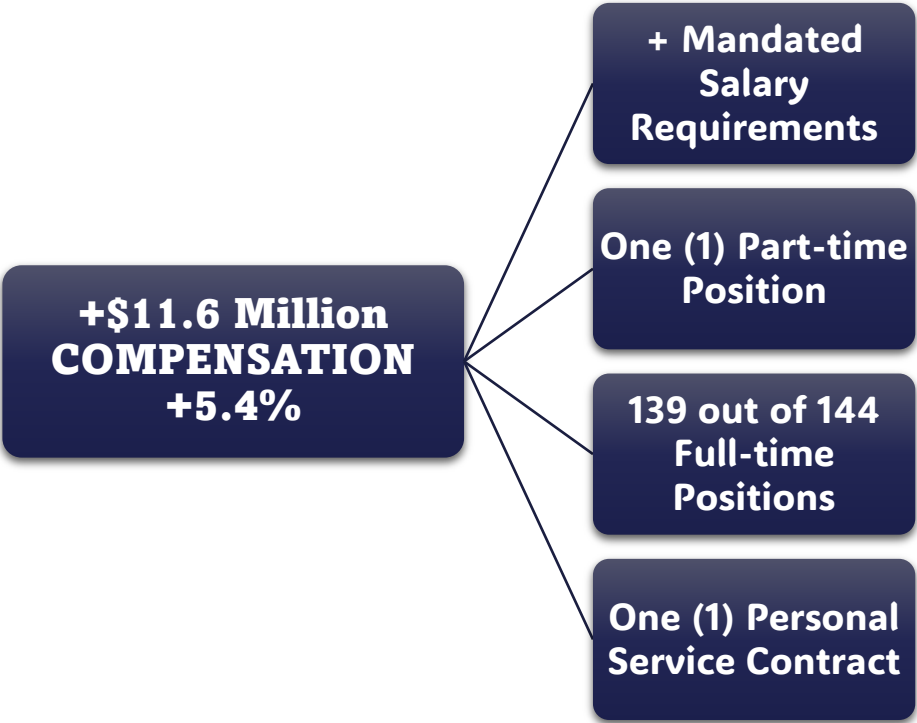 +$11.6 Million
COMPENSATION
+5.4%
+ Mandated
Salary
Requirements
One (1) Part-time
Position
139 out of 144
Full-time
Positions
One (1) Personal
Service Contract